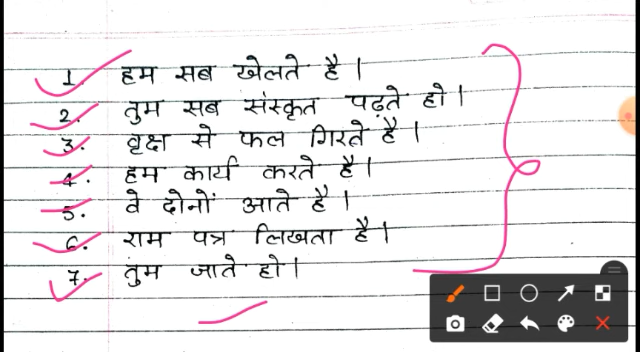 1. हम सब खेलते है।
2. तुम सब संस्कृत पढ़ते हो।
3. वृक्ष से फल गिरते है।
4. हम कार्य करते है।
5. वे दोनों आते है।
6. राम पत्र लिखता है।
7. तुम जाते हो।